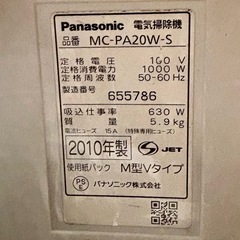 Panasonic 電気掃除機
品番 MC-PA20W-S
定格電圧 100 V
定格消費電力 1000 W
定格周波数 50-60 Hz
製造番号 655786
吸込仕事率 630 W
質量 5.9 kg
電流ヒューズ 15A (特殊電流ヒューズ)
2010年製 S JET
使用紙パック M型Vタイプ
PS E パナソニック株式会社